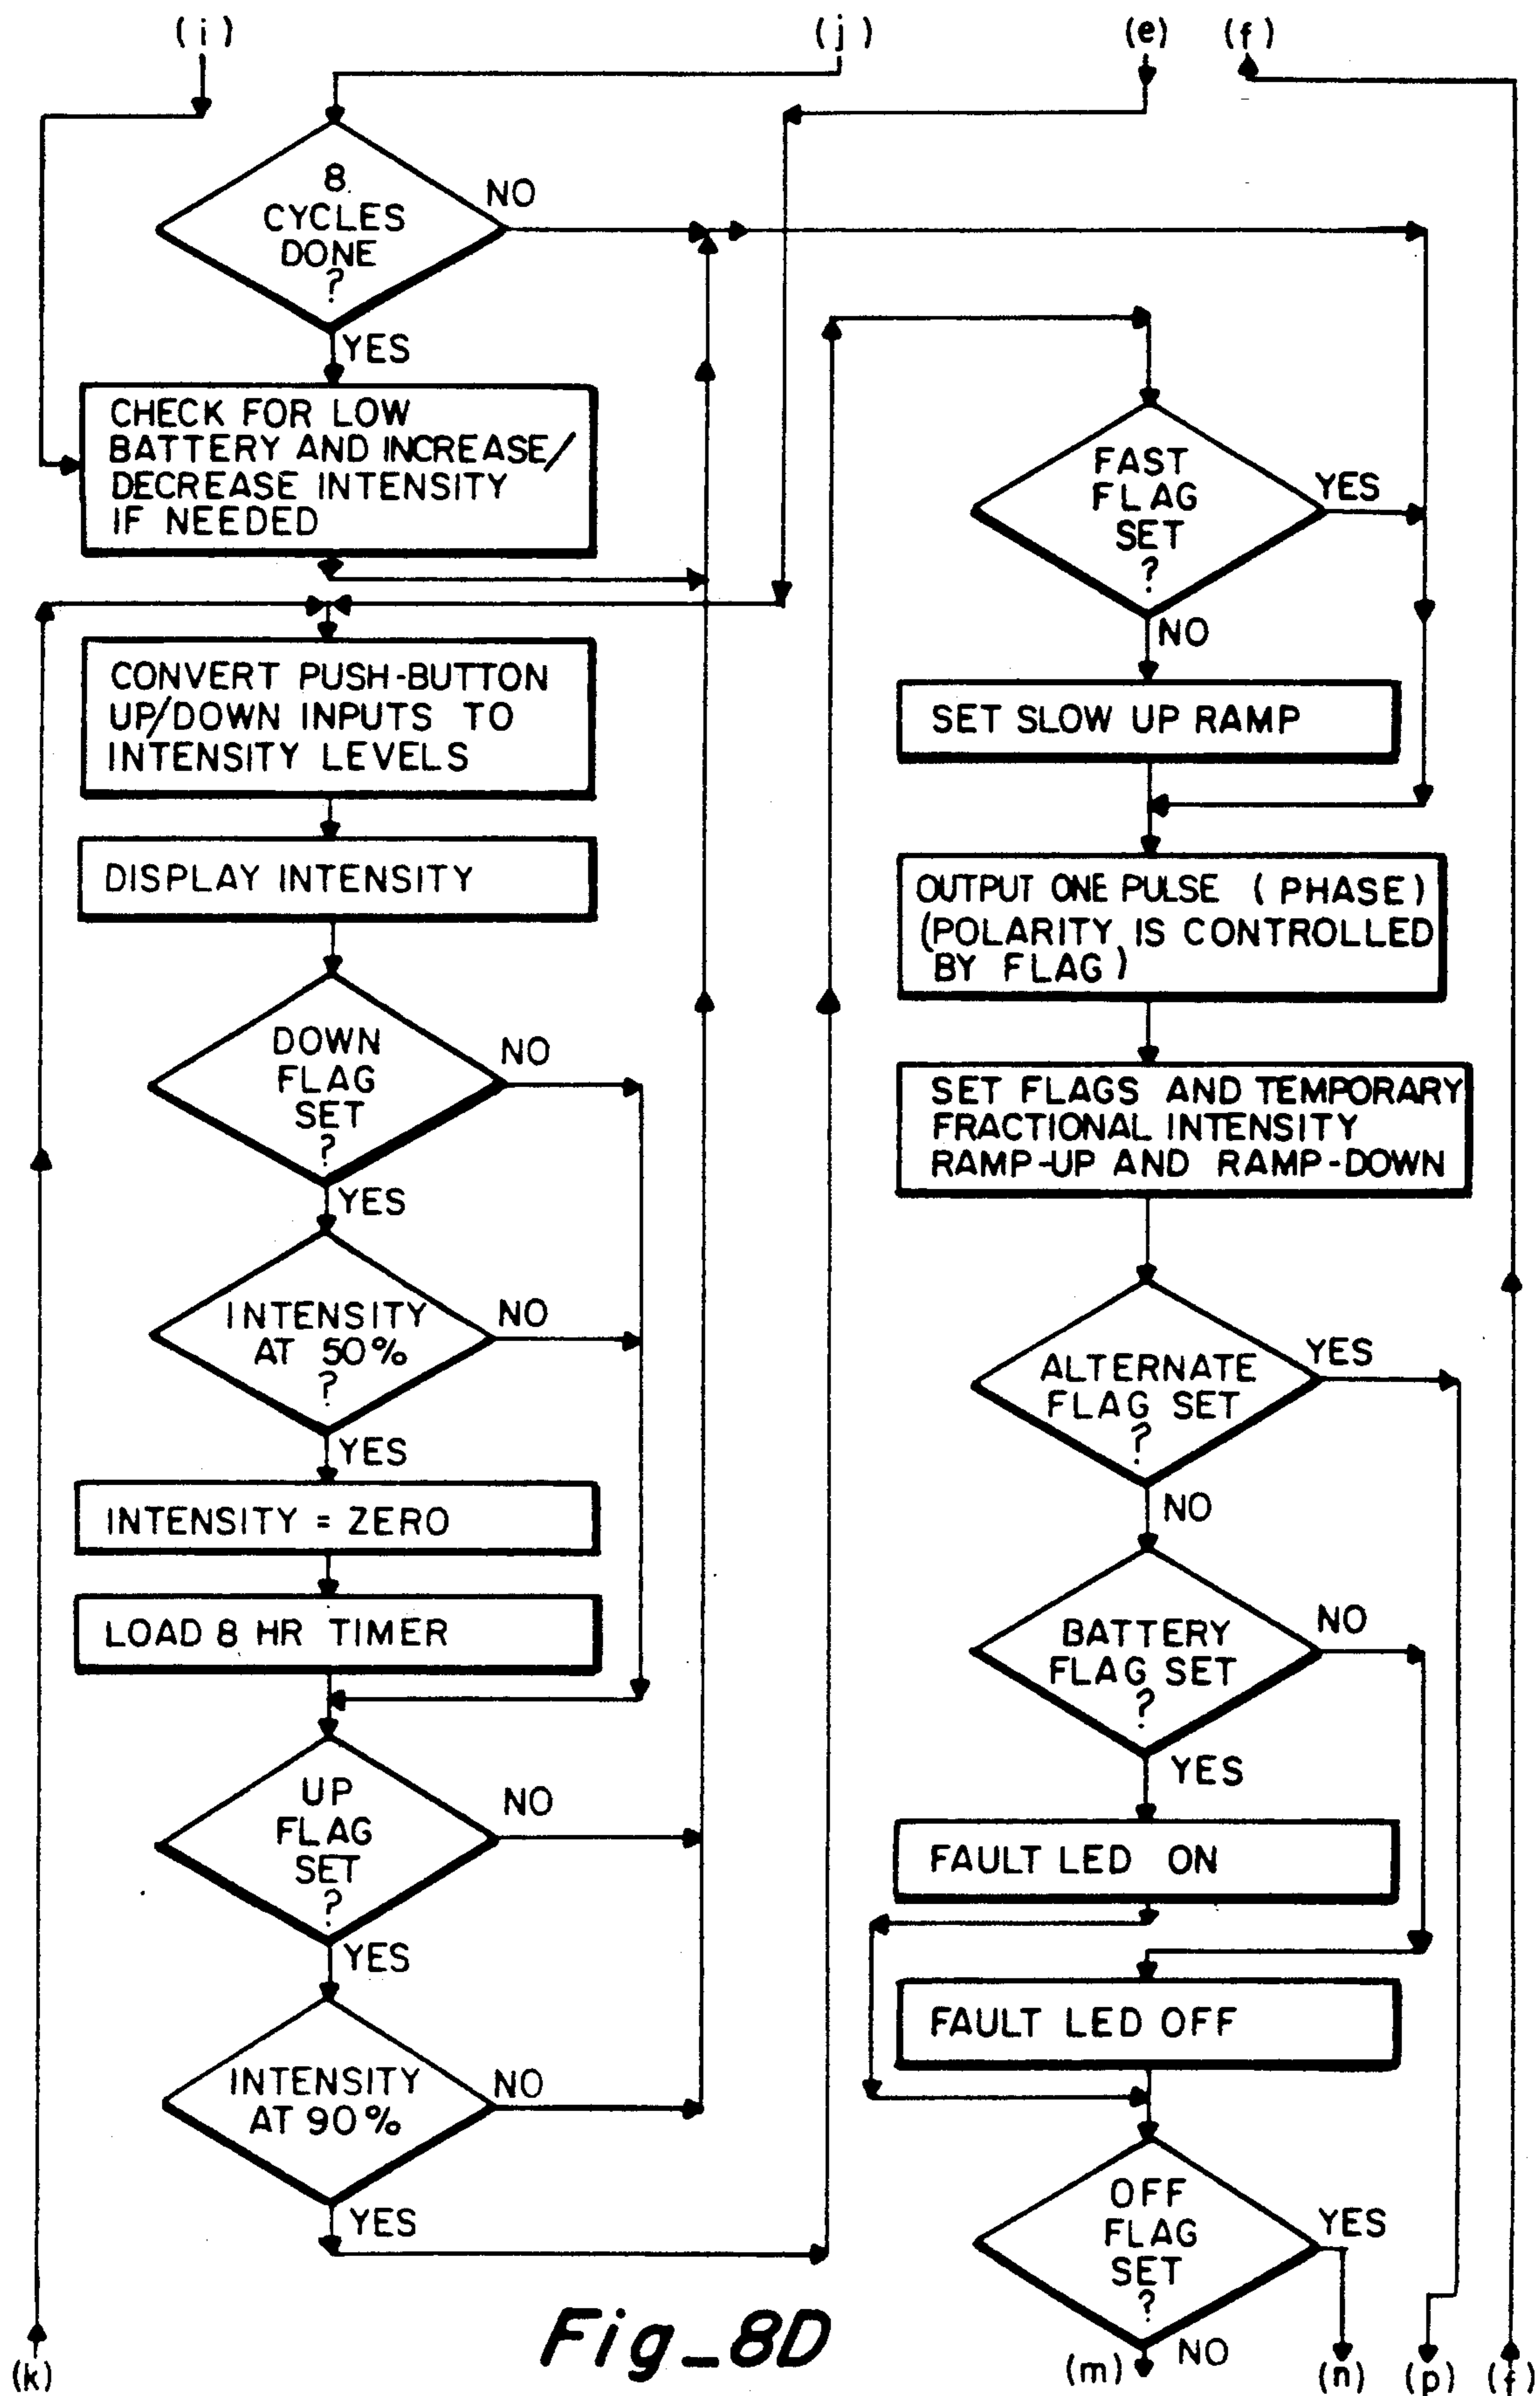 (i)
(j)
(e)
(f)
8
CYCLES
DONE
?
NO
YES
CHECK FOR LOW
BATTERY AND INCREASE/
DECREASE INTENSITY
IF NEEDED
CONVERT PUSH-BUTTON
UP/DOWN INPUTS TO
INTENSITY LEVELS
DISPLAY INTENSITY
DOWN
FLAG
SET
?
NO
YES
INTENSITY
AT 50%
?
NO
YES
INTENSITY = ZERO
LOAD 8 HR TIMER
UP
FLAG
SET
?
NO
YES
INTENSITY
AT 90%
NO
YES
FAST
FLAG
SET
?
YES
NO
SET SLOW UP RAMP
OUTPUT ONE PULSE (PHASE)
(POLARITY IS CONTROLLED
BY FLAG)
SET FLAGS AND TEMPORARY
FRACTIONAL INTENSITY
RAMP-UP AND RAMP-DOWN
ALTERNATE
FLAG SET
?
YES
NO
BATTERY
FLAG SET
?
NO
YES
FAULT LED ON
FAULT LED OFF
OFF
FLAG
SET
?
YES
NO
(k)
Fig_8D
(m)
(n)
(p)
(f)